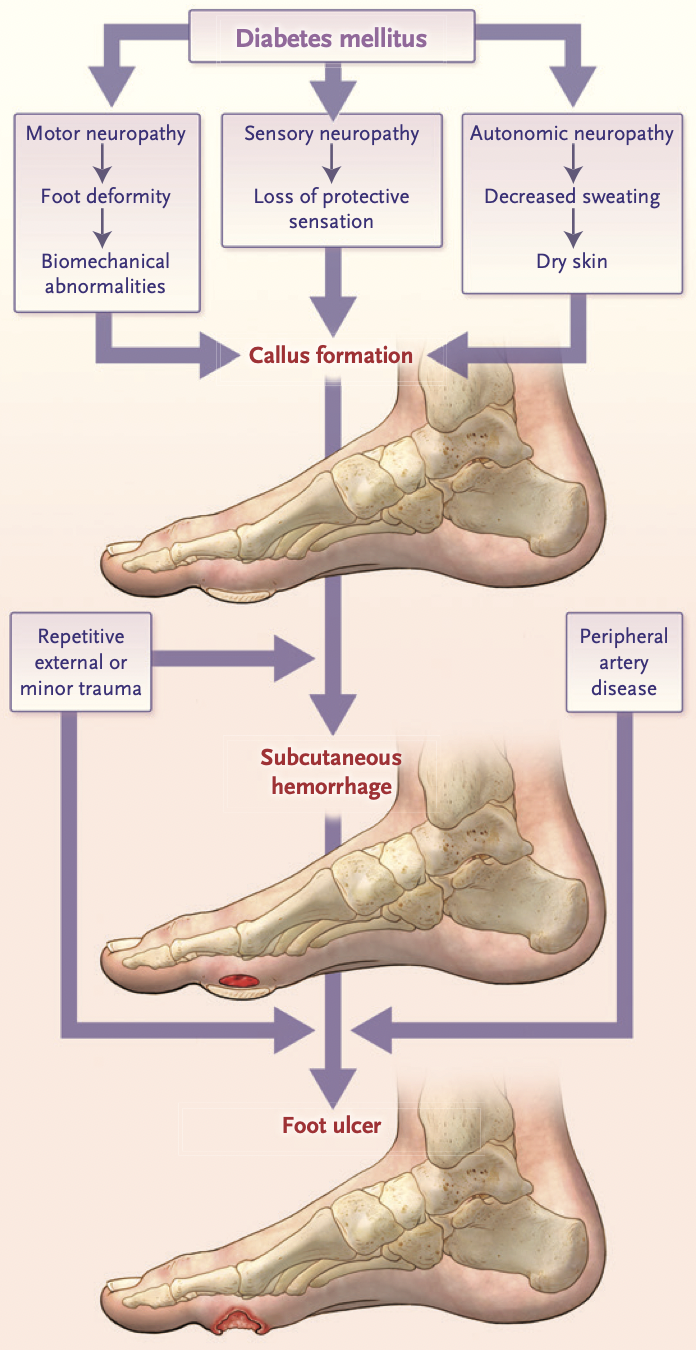 Diabetes mellitus
Motor neuropathy
Foot deformity
Biomechanical
abnormalities
Sensory neuropathy
Loss of protective
sensation
Autonomic neuropathy
Decreased sweating
Dry skin
Callus formation
Repetitive
external or
minor trauma
Peripheral
artery
disease
Subcutaneous
hemorrhage
Foot ulcer